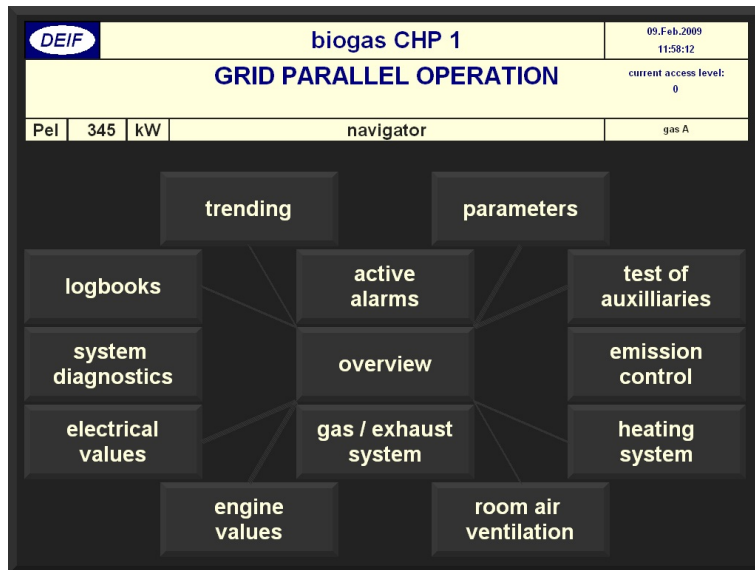 DEIF
biogas CHP 1
09.Feb.2009
11:58:12
GRID PARALLEL OPERATION
current access level:
0
Pel 345 kW
navigator
gas A
trending
parameters
logbooks
active
alarms
test of
auxilliaries
system
diagnostics
overview
emission
control
electrical
values
gas / exhaust
system
heating
system
engine
values
room air
ventilation